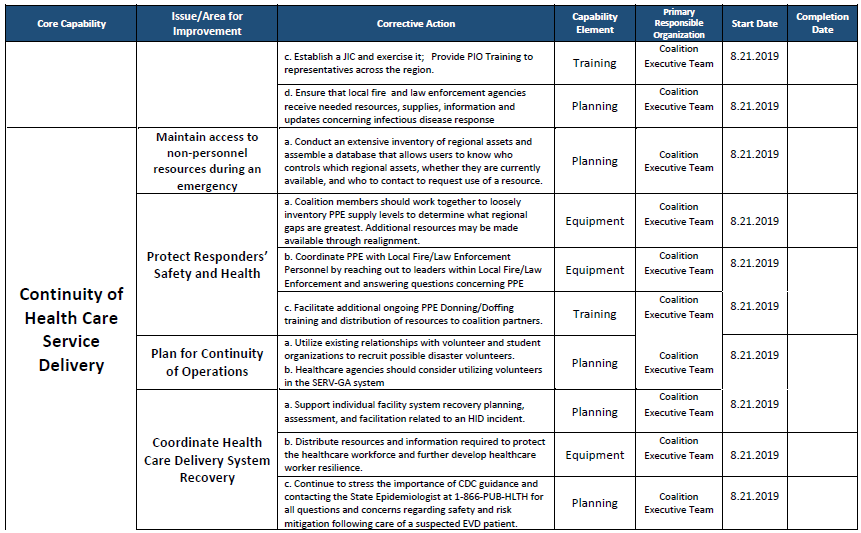 Core Capability
Issue/Area for
Improvement
Corrective Action
Capability
Element
Primary
Responsible
Organization
Start Date
Completion
Date
c. Establish a JIC and exercise it; Provide PIO Training to
representatives across the region.
Training
Coalition
Executive Team
8.21.2019
d. Ensure that local fire and law enforcement agencies
receive needed resources, supplies, information and
updates concerning infectious disease response
Planning
Coalition
Executive Team
8.21.2019
Continuity of
Health Care
Service
Delivery
Maintain access to
non-personnel
resources during an
emergency
a. Conduct an extensive inventory of regional assets and
assemble a database that allows users to know who
controls which regional assets, whether they are currently
available, and who to contact to request use of a resource.
Planning
Coalition
Executive Team
8.21.2019
Protect Responders’
Safety and Health
a. Coalition members should work together to loosely
inventory PPE supply levels to determine what regional
gaps are greatest. Additional resources may be made
available through realignment.
Equipment
Coalition
Executive Team
8.21.2019
b. Coordinate PPE with Local Fire/Law Enforcement
Personnel by reaching out to leaders within Local Fire/Law
Enforcement and answering questions concerning PPE
Equipment
Coalition
Executive Team
8.21.2019
c. Facilitate additional ongoing PPE Donning/Doffing
training and distribution of resources to coalition partners.
Training
Coalition
Executive Team
8.21.2019
Plan for Continuity
of Operations
a. Utilize existing relationships with volunteer and student
organizations to recruit possible disaster volunteers.
b. Healthcare agencies should consider utilizing volunteers
in the SERV-GA system
Planning
Coalition
Executive Team
8.21.2019
Coordinate Health
Care Delivery System
Recovery
a. Support individual facility system recovery planning,
assessment, and facilitation related to an HID incident.
Planning
Coalition
Executive Team
8.21.2019
b. Distribute resources and information required to protect
the healthcare workforce and further develop healthcare
worker resilience.
Equipment
Coalition
Executive Team
8.21.2019
c. Continue to stress the importance of CDC guidance and
contacting the State Epidemiologist at 1-866-PUB-HLTH for
all questions and concerns regarding safety and risk
mitigation following care of a suspected EVD patient.
Planning
Coalition
Executive Team
8.21.2019